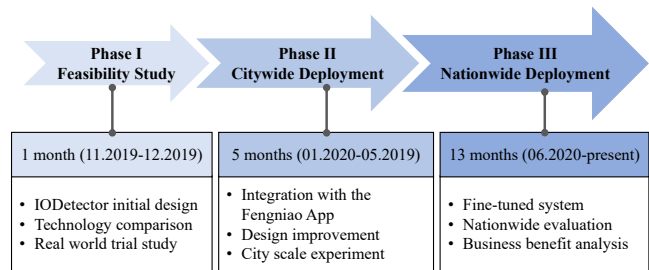 Phase I
Feasibility Study
Phase II
Citywide Deployment
Phase III
Nationwide Deployment
1 month (11.2019-12.2019)
• IODetector initial design
• Technology comparison
• Real world trial study
5 months (01.2020-05.2019)
• Integration with the
Fengniao App
• Design improvement
• City scale experiment
13 months (06.2020-present)
• Fine-tuned system
• Nationwide evaluation
• Business benefit analysis